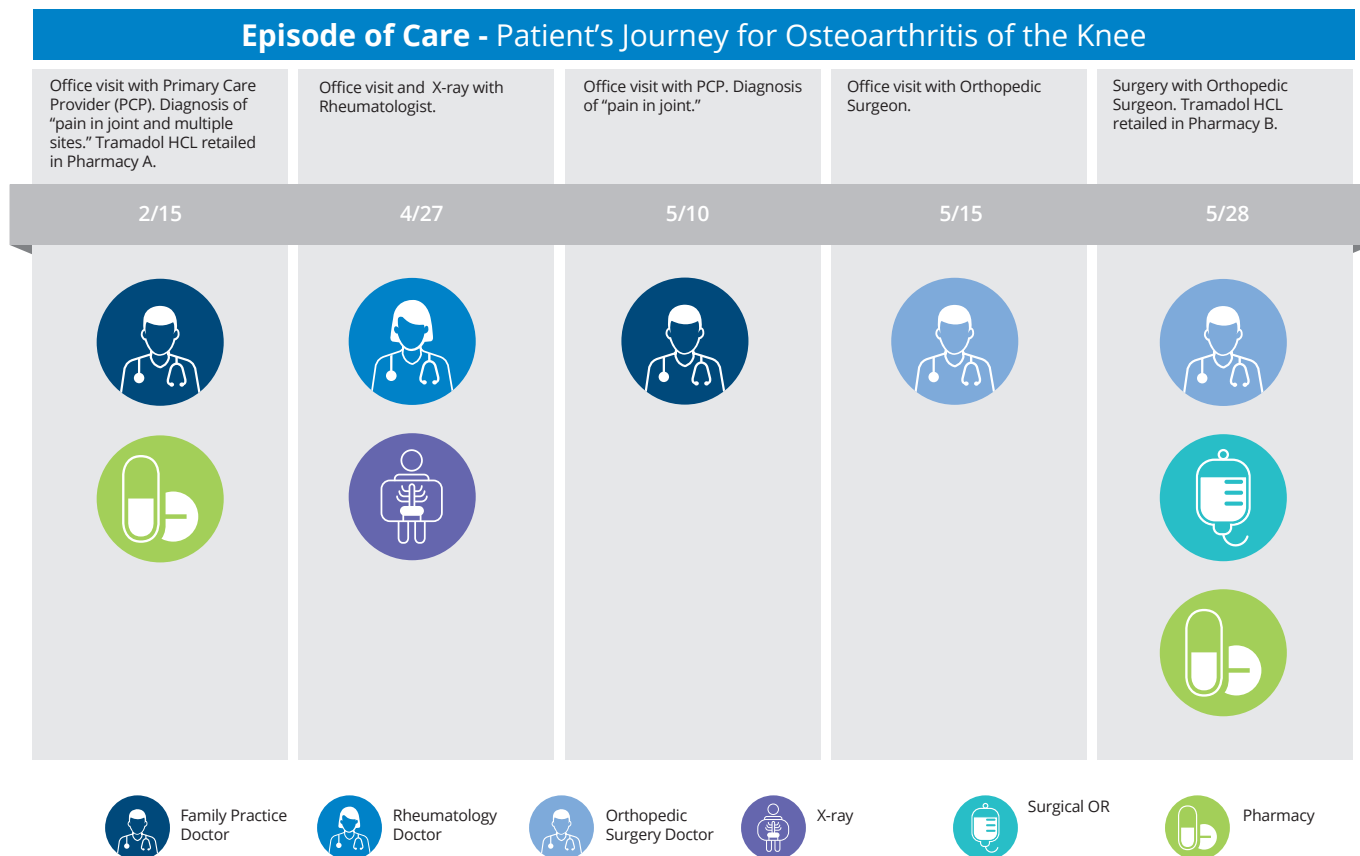 Episode of Care - Patient’s Journey for Osteoarthritis of the Knee
Office visit with Primary Care
Provider (PCP). Diagnosis of
“pain in joint and multiple
sites.” Tramadol HCL retailed
in Pharmacy A.
Office visit and X-ray with
Rheumatologist.
Office visit with PCP. Diagnosis
of “pain in joint.”
Office visit with Orthopedic
Surgeon.
Surgery with Orthopedic
Surgeon. Tramadol HCL
retailed in Pharmacy B.
2/15
4/27
5/10
5/15
5/28
Family Practice
Doctor
Rheumatology
Doctor
Orthopedic
Surgery Doctor
X-ray
Surgical OR
Pharmacy